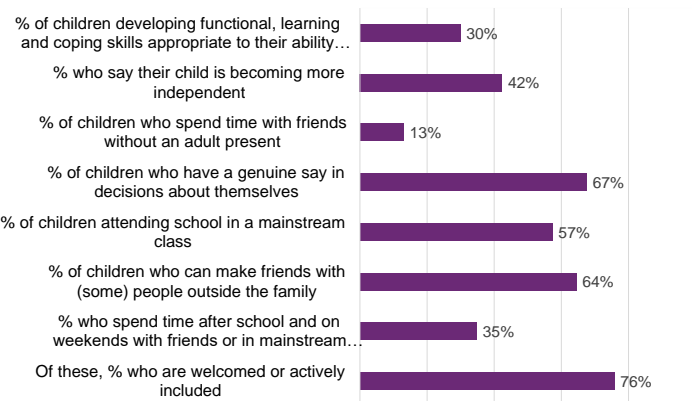 % of children developing functional, learning
and coping skills appropriate to their ability…
30%
% who say their child is becoming more
independent
42%
% of children who spend time with friends
without an adult present
13%
% of children who have a genuine say in
decisions about themselves
67%
% of children attending school in a mainstream
class
57%
% of children who can make friends with
(some) people outside the family
64%
% who spend time after school and on
weekends with friends or in mainstream…
35%
Of these, % who are welcomed or actively
included
76%